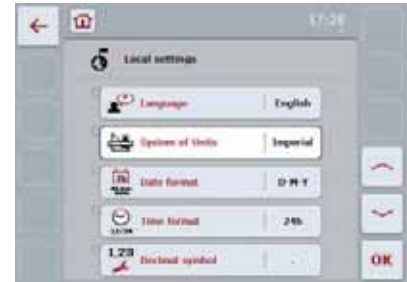 17:28
Local settings
Language English
System of Units Imperial
Date format D M Y
Time format 24h
1,23 Decimal symbol .
OK